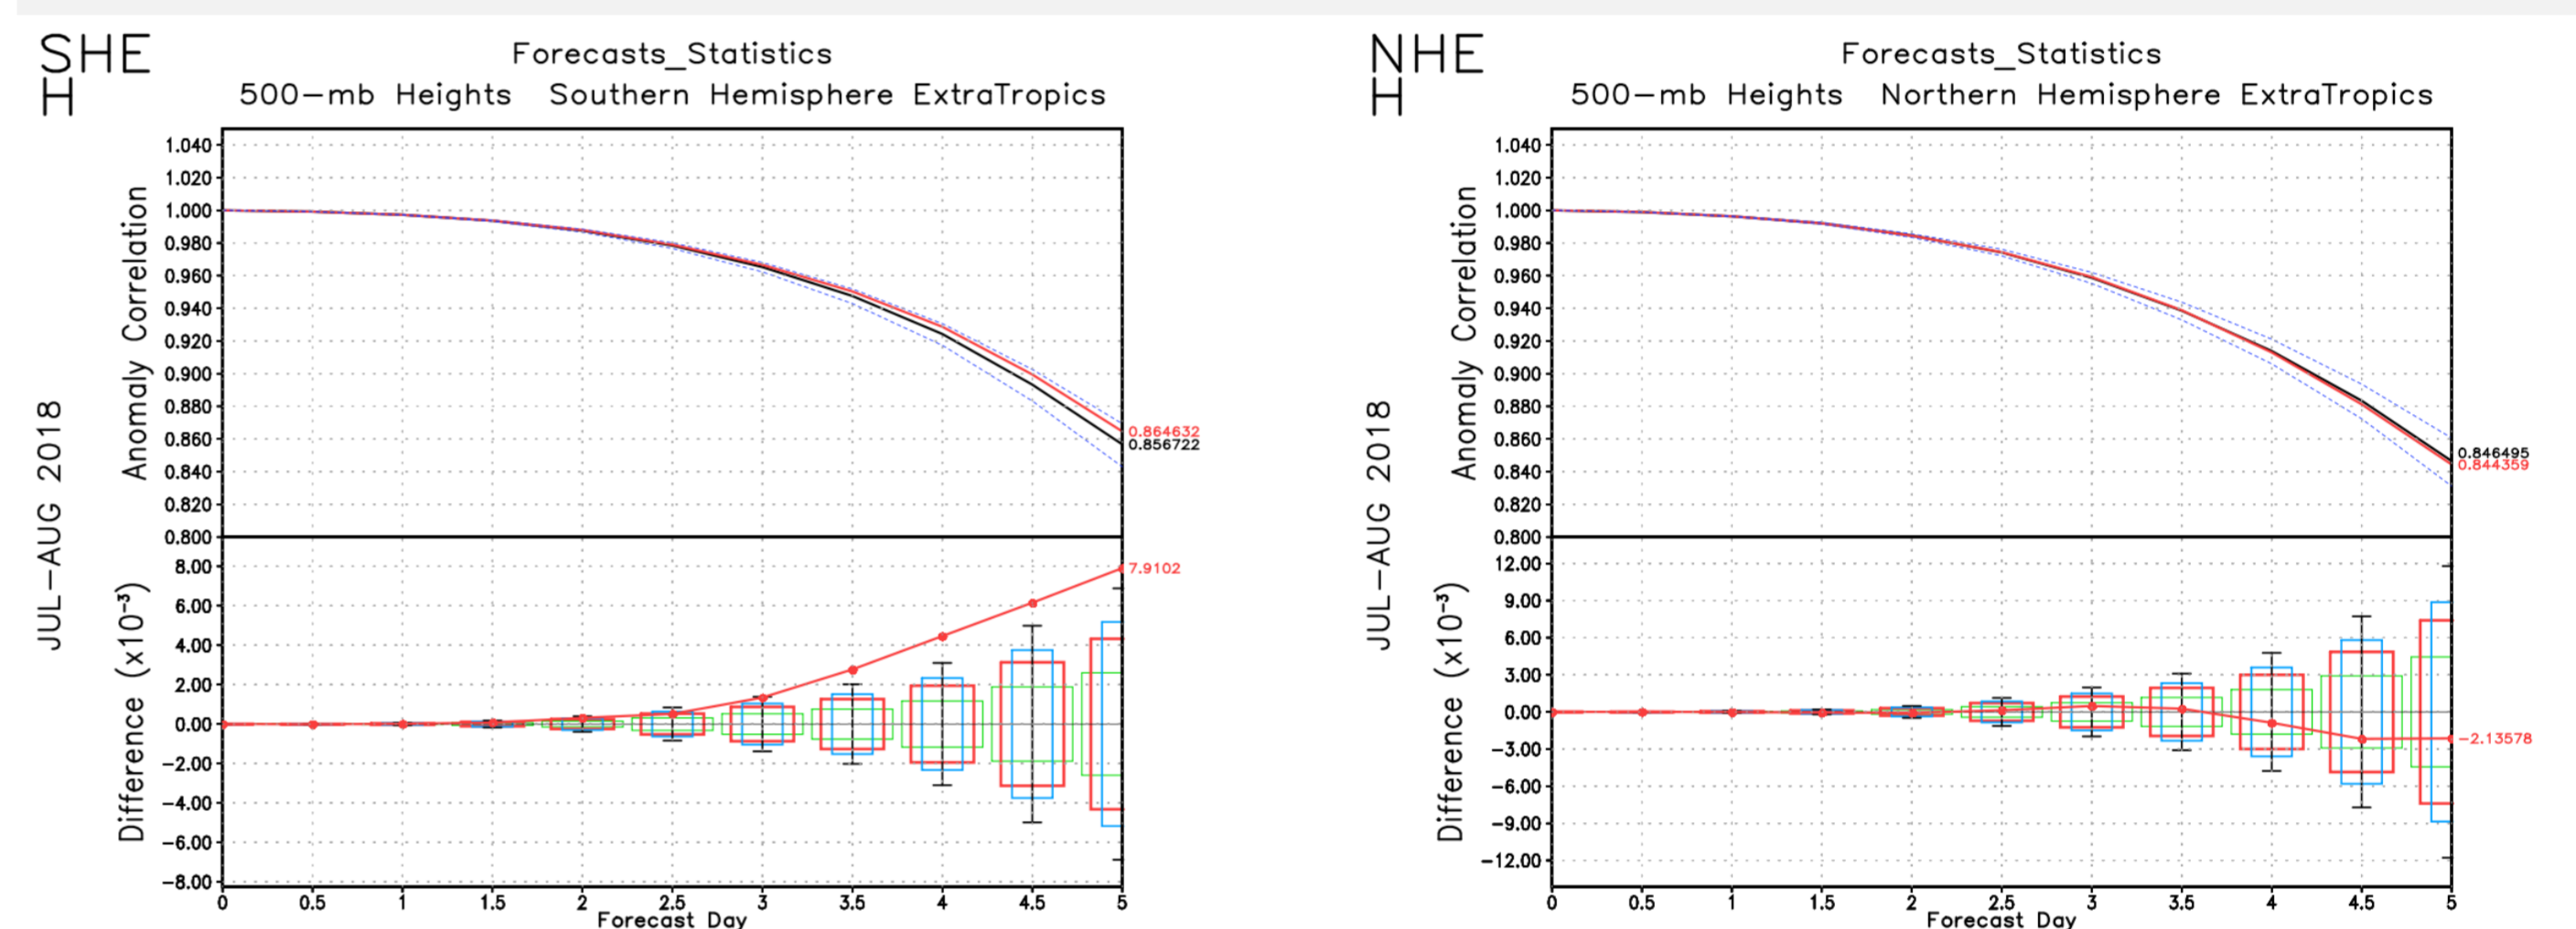 SHE
H
Forecasts_Statistics
500-mb Heights Southern Hemisphere ExtraTropics
JUL-AUG 2018
Anomaly Correlation
1.040
1.020
1.000
0.980
0.960
0.940
0.920
0.900
0.880
0.860
0.840
0.820
0.800
0.864632
0.856722
Difference (x10⁻³)
8.00
6.00
4.00
2.00
0.00
-2.00
-4.00
-6.00
-8.00
7.9102
0 0.5 1 1.5 2 2.5 3 3.5 4 4.5 5
Forecast Day
NHE
H
Forecasts_Statistics
500-mb Heights Northern Hemisphere ExtraTropics
JUL-AUG 2018
Anomaly Correlation
1.040
1.020
1.000
0.980
0.960
0.940
0.920
0.900
0.880
0.860
0.840
0.820
0.800
0.846495
0.844359
Difference (x10⁻³)
12.00
9.00
6.00
3.00
0.00
-3.00
-6.00
-9.00
-12.00
-2.13578
0 0.5 1 1.5 2 2.5 3 3.5 4 4.5 5
Forecast Day